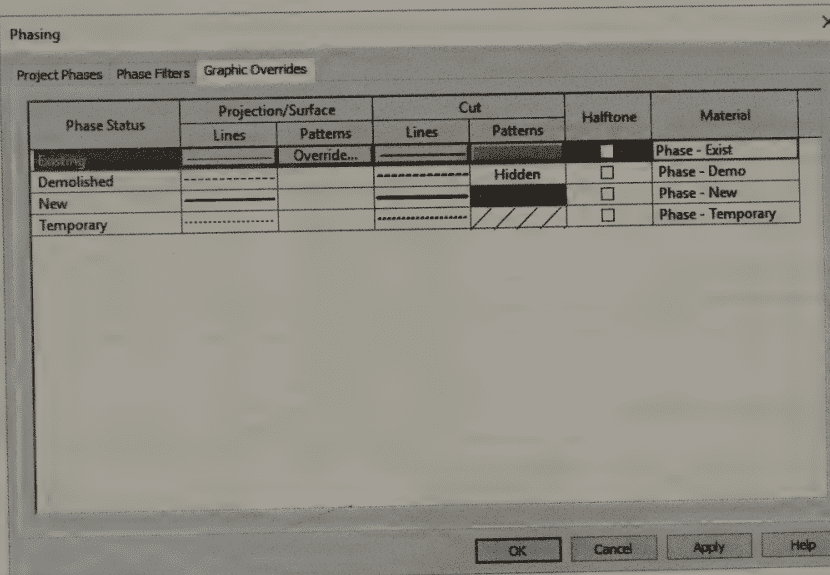 Phasing
Project Phases Phase Filters Graphic Overrides
Phase Status Projection/Surface Cut Halftone Material
Lines Patterns Lines Patterns
Existing Override... Phase - Exist
Demolished Hidden Phase - Demo
New Phase - New
Temporary Phase - Temporary
OK Cancel Apply Help